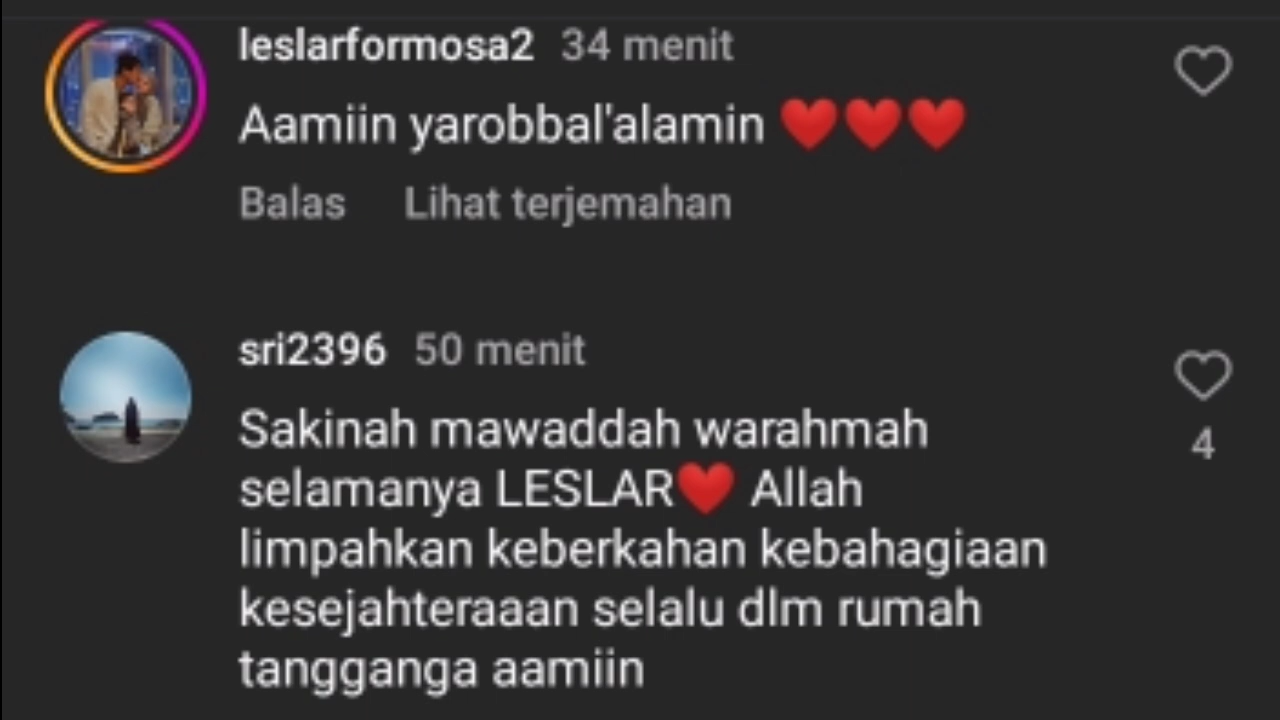 leslarformosa2 34 menit
Aamiin yarobbal'alamin ❤️❤️❤️
Balas Lihat terjemahan
sri2396 50 menit
Sakinah mawaddah warahmah
selamanya LESLAR❤️ Allah
4
limpahkan keberkahan kebahagiaan
kesejahteraaan selalu dlm rumah
tangganga aamiin